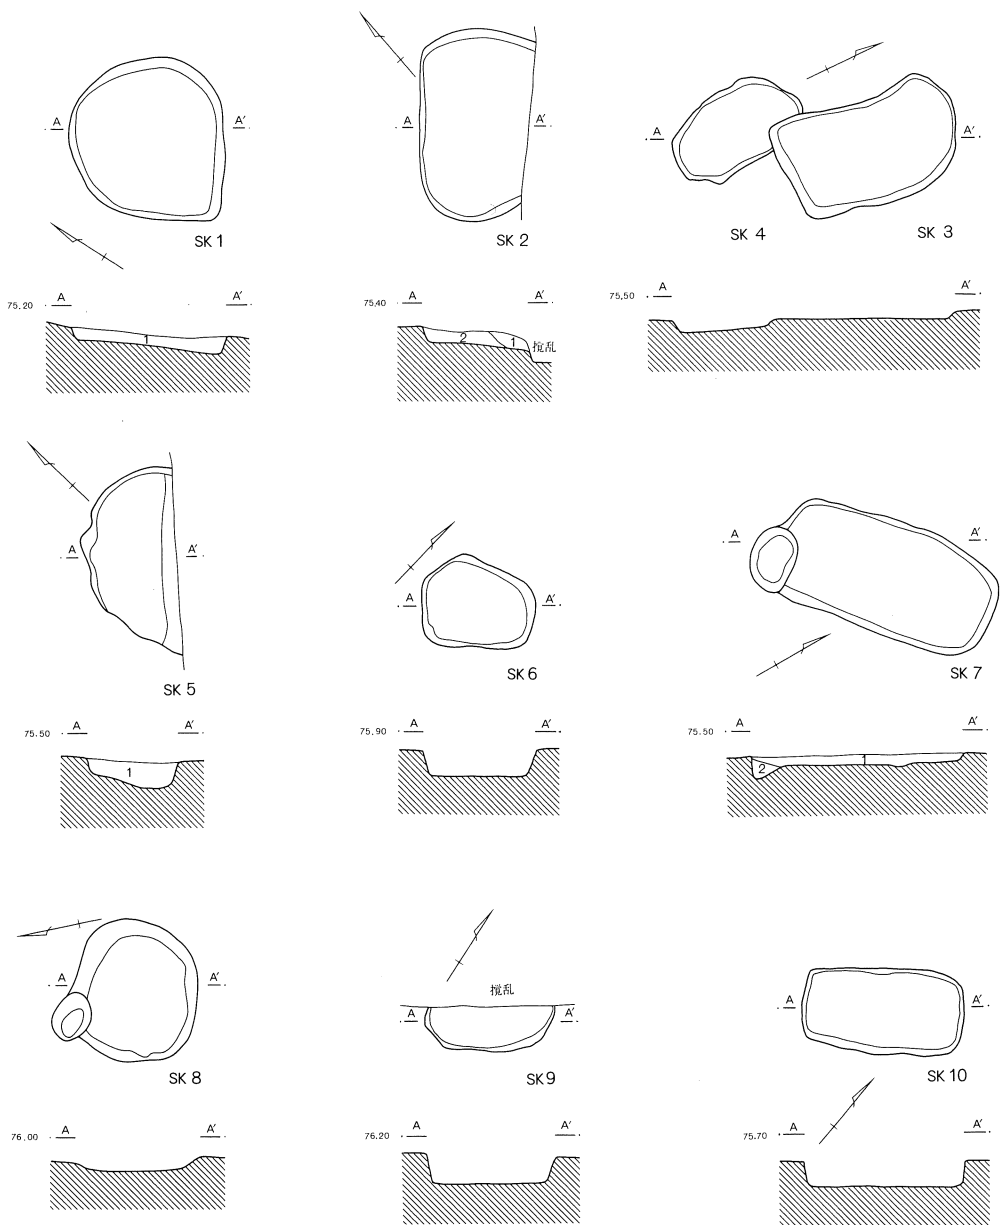 A A′
SK 1
A A′
SK 2
A A′
SK 4 SK 3
75.20 A A′
1
75.40 A A′
2 1 撹乱
75.50 A A′
A A′
SK 5
A A′
SK 6
A A′
SK 7
75.50 A A′
1
75.90 A A′
75.50 A A′
2 1
A A′
SK 8
撹乱
A A′
SK 9
A A′
SK 10
76.00 A A′
76.20 A A′
75.70 A A′